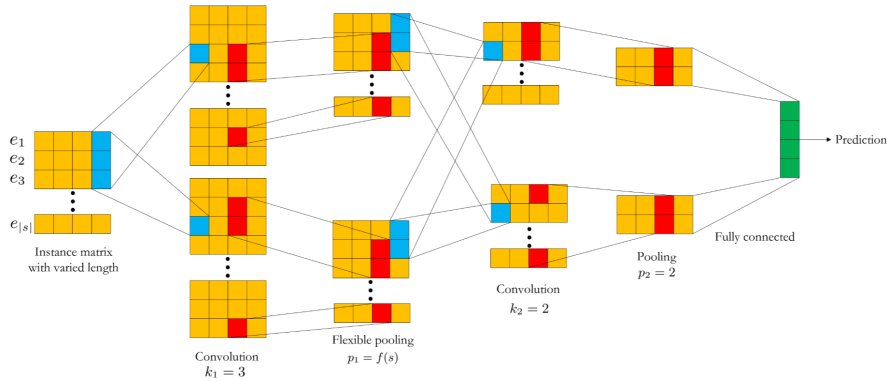 e₁
e₂
e₃
e|s|
Instance matrix
with varied length
Convolution
k₁ = 3
Flexible pooling
p₁ = f(s)
Convolution
k₂ = 2
Pooling
p₂ = 2
Fully connected
Prediction